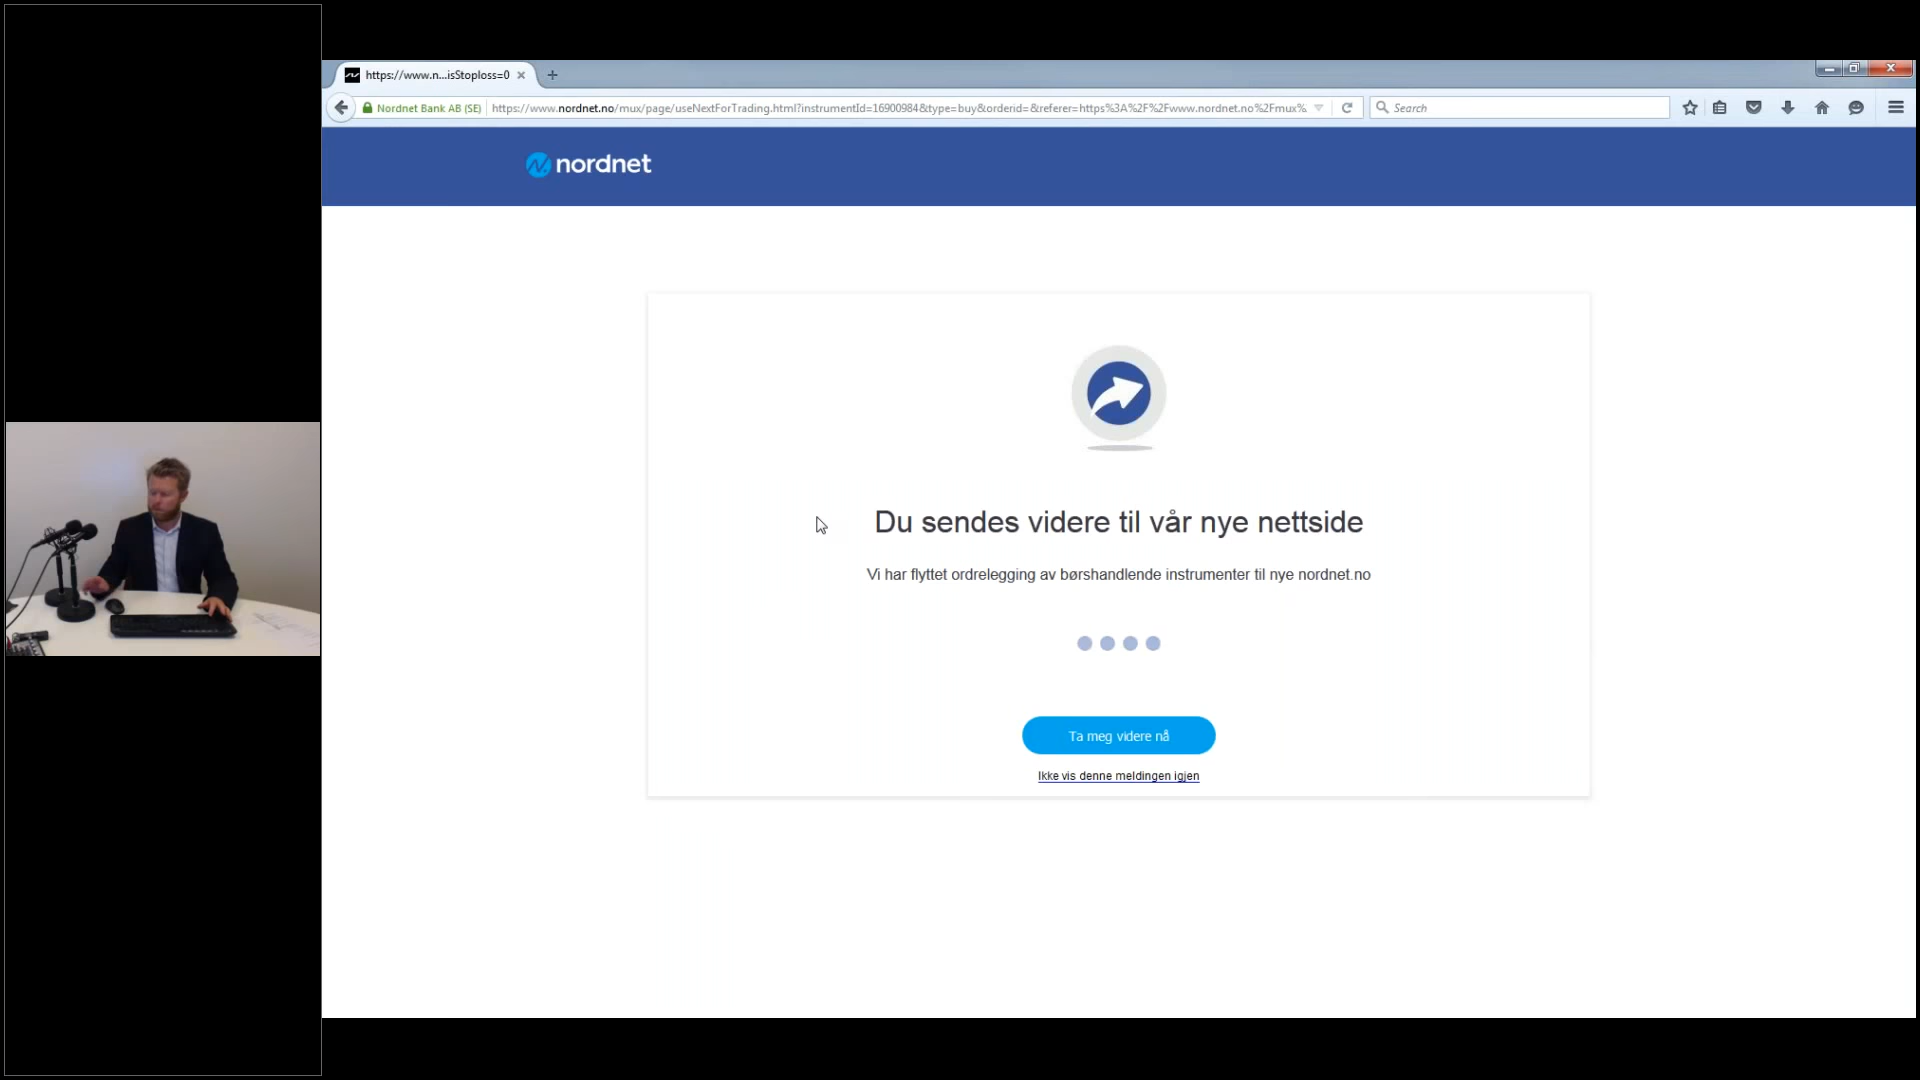 https://www.n...isStoploss=0
Nordnet Bank AB (SE)
https://www.nordnet.no/mux/page/useNextForTrading.html?instrumentId=16900984&type=buy&orderid=&referer=https%3A%2F%2Fwww.nordnet.no%2Fmux%
Search
nordnet
Du sendes videre til vår nye nettside
Vi har flyttet ordrelegging av børshandlende instrumenter til nye nordnet.no
Ta meg videre nå
Ikke vis denne meldingen igjen